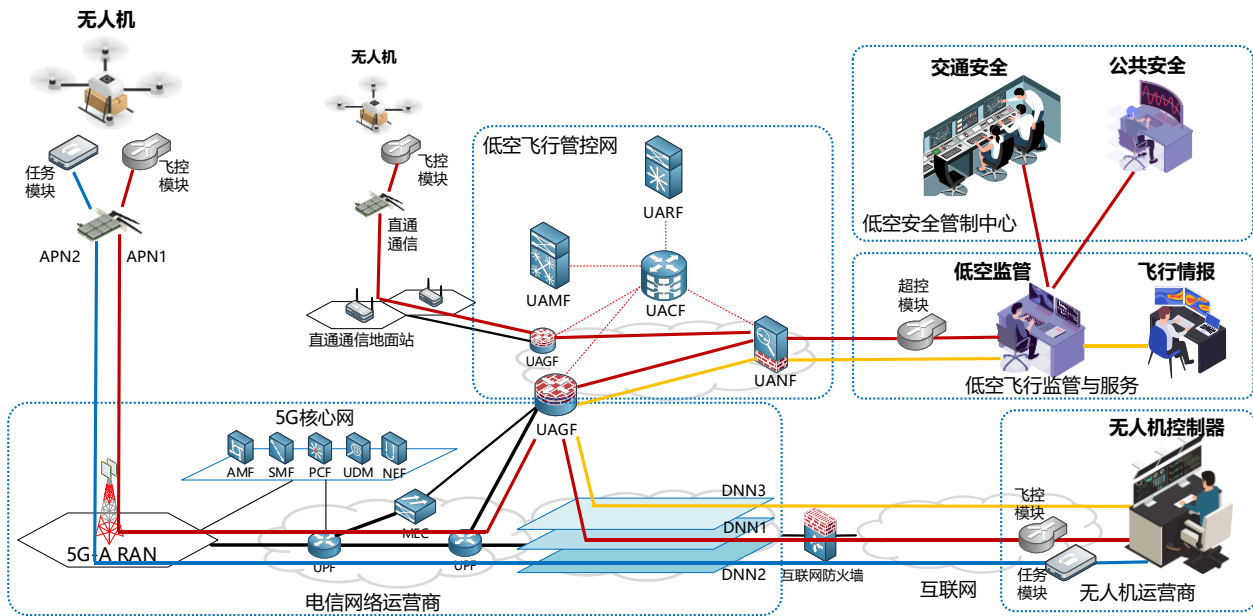 无人机
无人机
任务
模块
飞控
模块
APN2
APN1
飞控
模块
直通
通信
直通通信地面站
低空飞行管控网
UARF
UAMF
UACF
UAGF
UANF
UAGF
交通安全
公共安全
低空安全管制中心
超控
模块
低空监管
飞行情报
低空飞行监管与服务
5G核心网
AMF
SMF
PCF
UDM
NEF
MEC
UPF
UPF
5G-A RAN
电信网络运营商
DNN3
DNN1
DNN2
互联网防火墙
互联网
无人机控制器
飞控
模块
任务
模块
无人机运营商